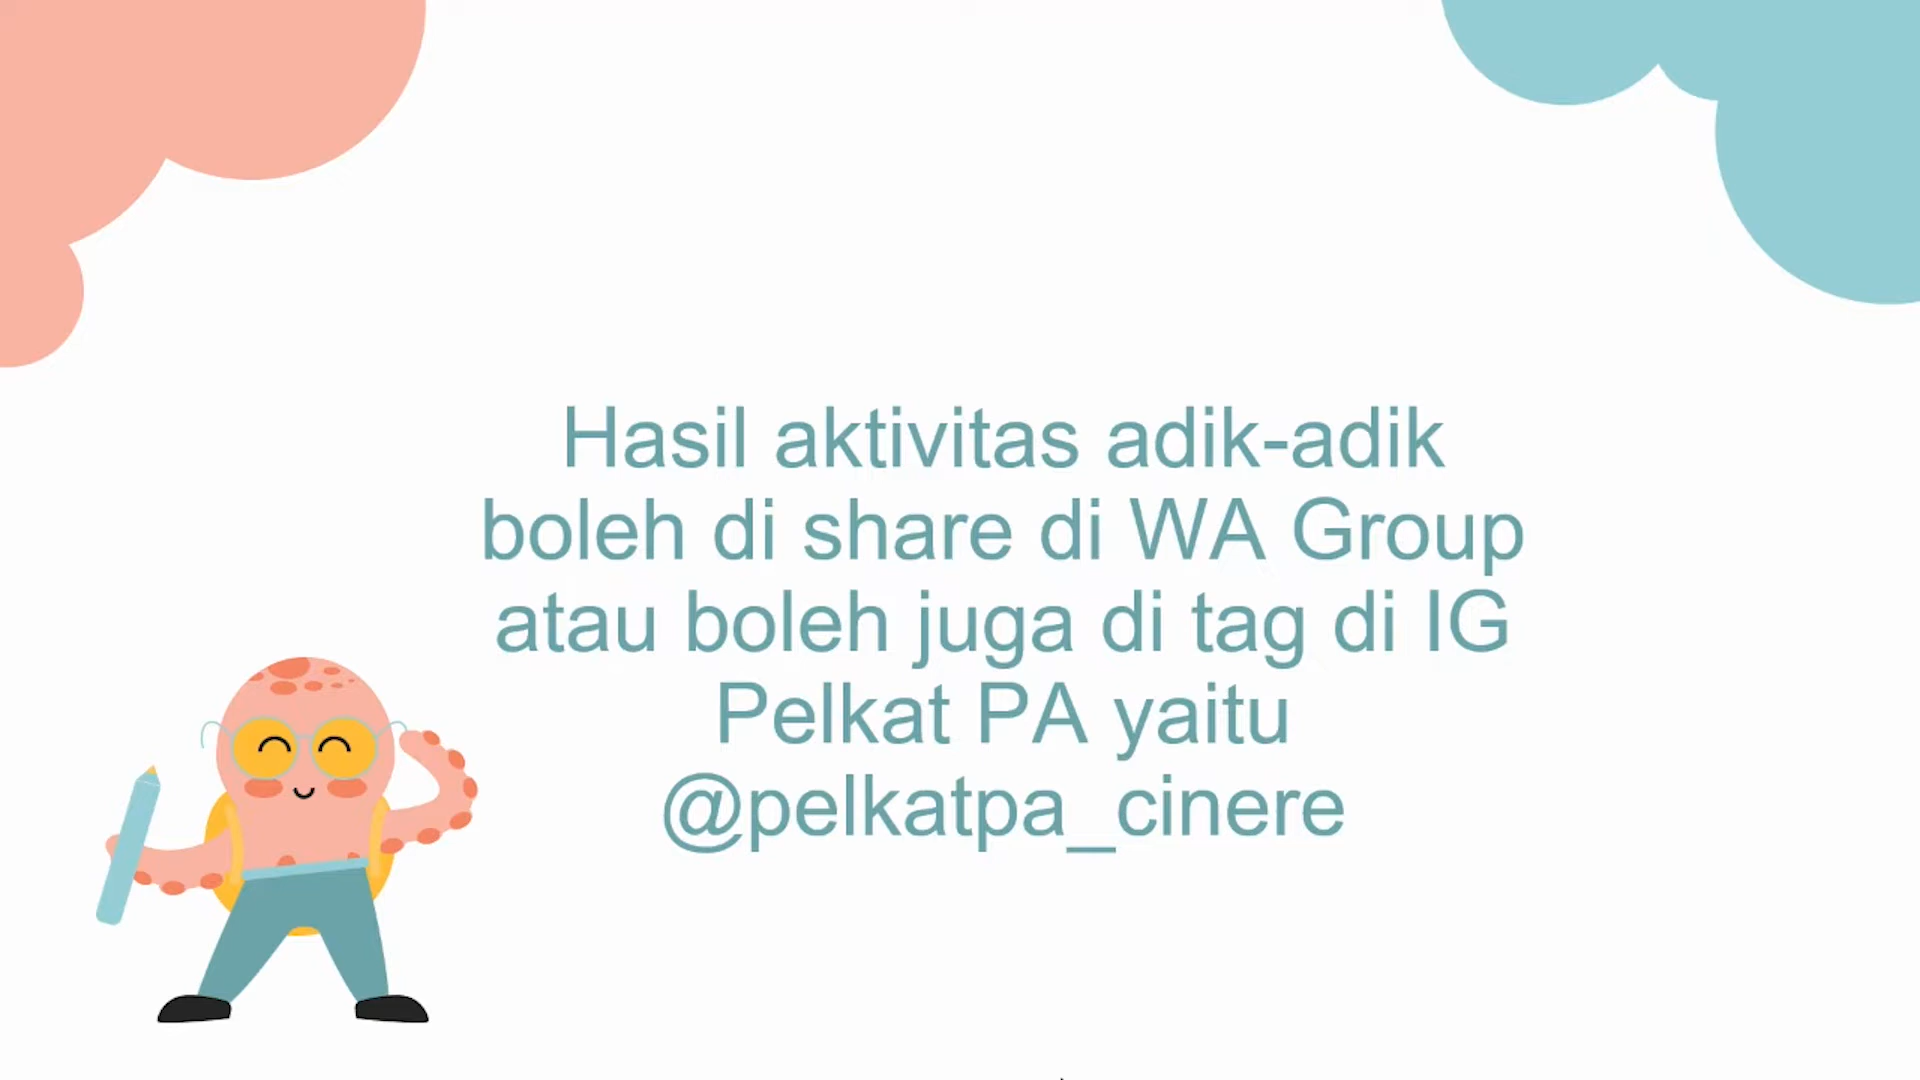 Hasil aktivitas adik-adik
boleh di share di WA Group
atau boleh juga di tag di IG
Pelkat PA yaitu
@pelkatpa_cinere